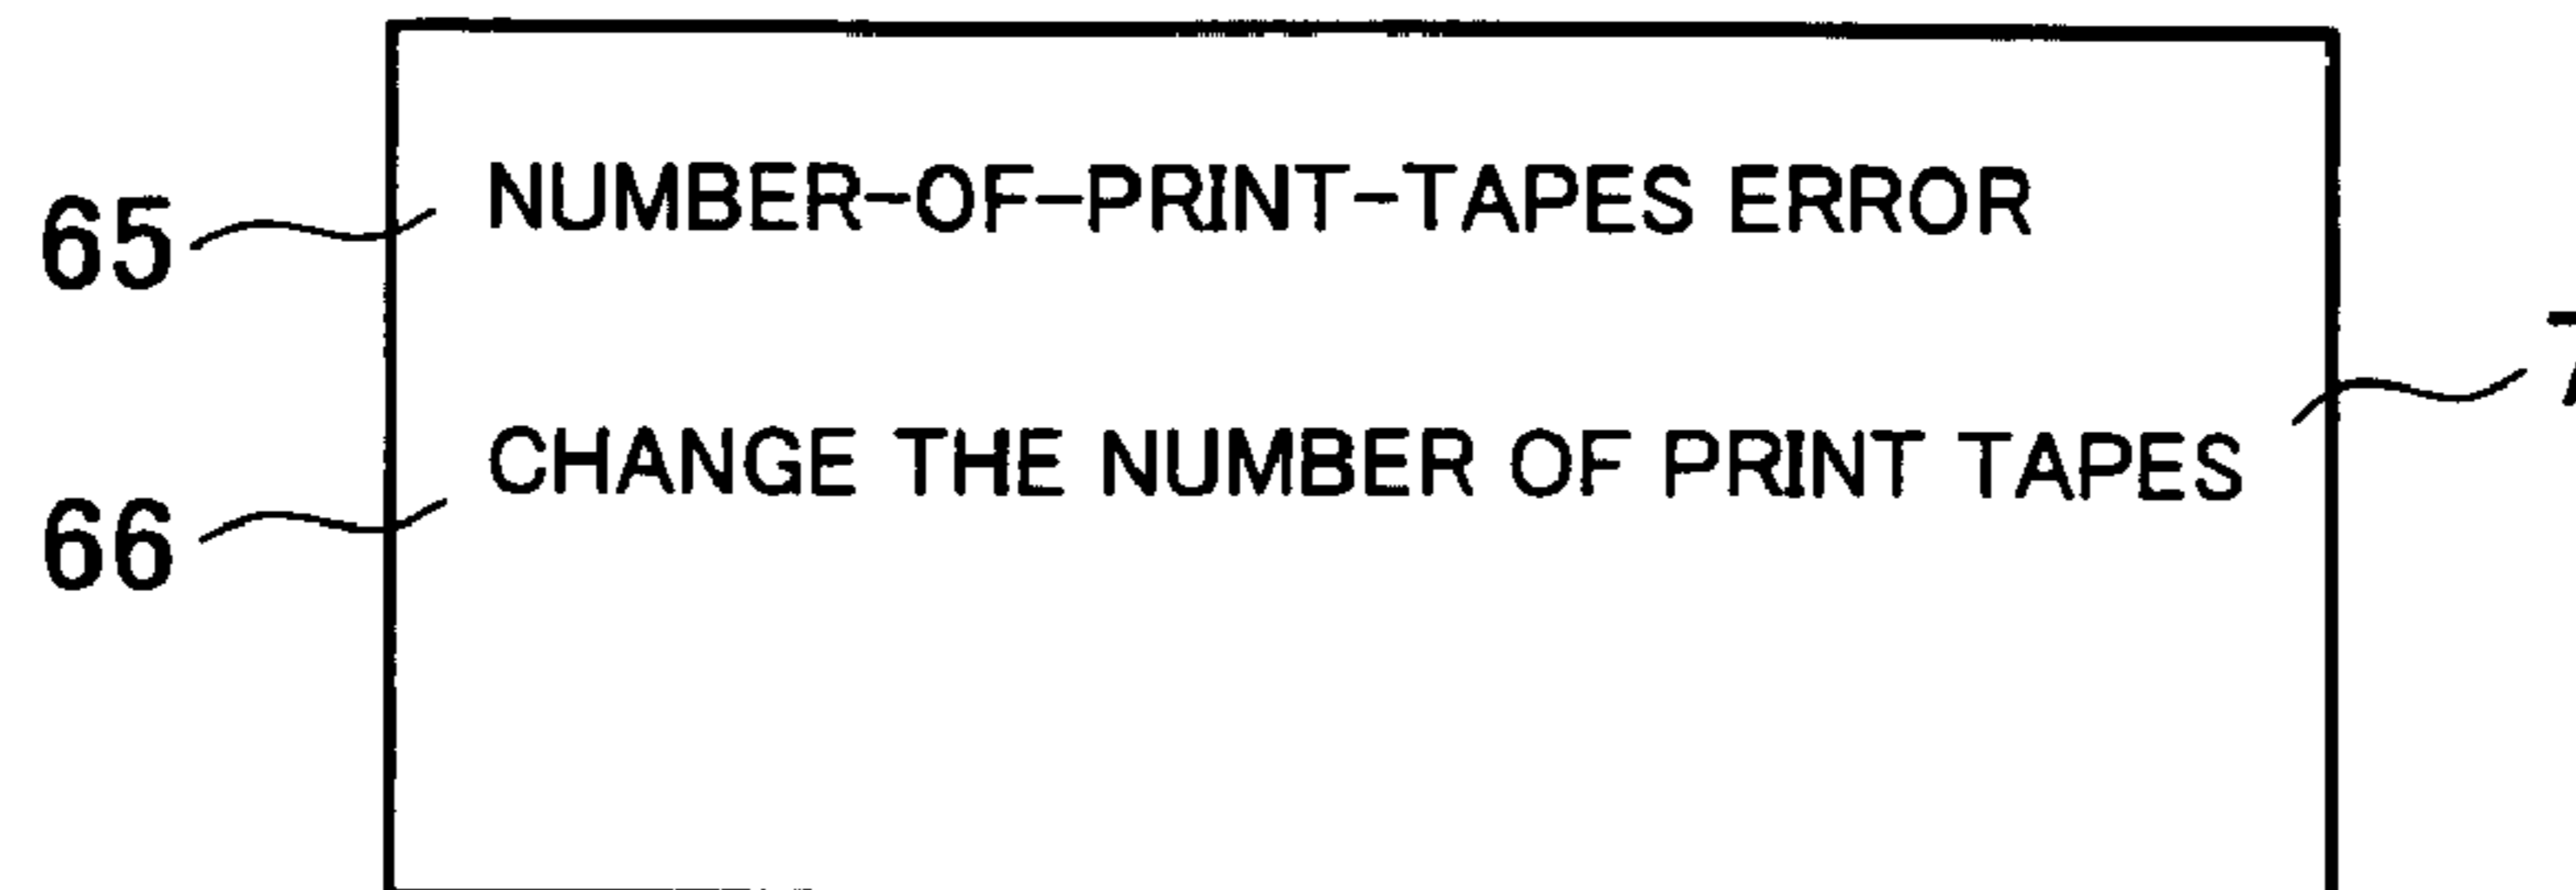 65 NUMBER-OF-PRINT-TAPES ERROR
66 CHANGE THE NUMBER OF PRINT TAPES